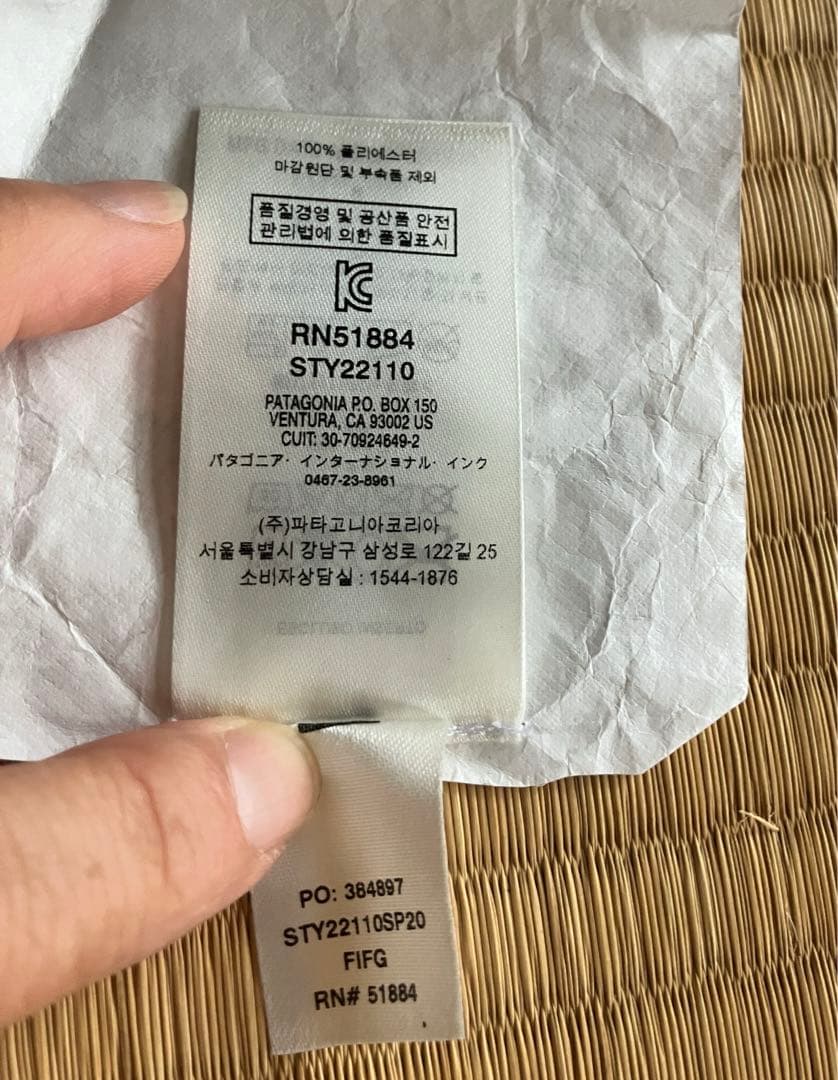 100% 폴리에스터
마감원단 및 부속품 제외
품질경영 및 공산품 안전
관리법에 의한 품질표시
KC
RN51884
STY22110
PATAGONIA P.O. BOX 150
VENTURA, CA 93002 US
CUIT: 30-70924649-2
パタゴニア・インターナショナル・インク
0467-23-8961
(주)파타고니아코리아
서울특별시 강남구 삼성로 122길 25
소비자상담실 : 1544-1876
PO: 384897
STY22110SP20
FIFG
RN# 51884